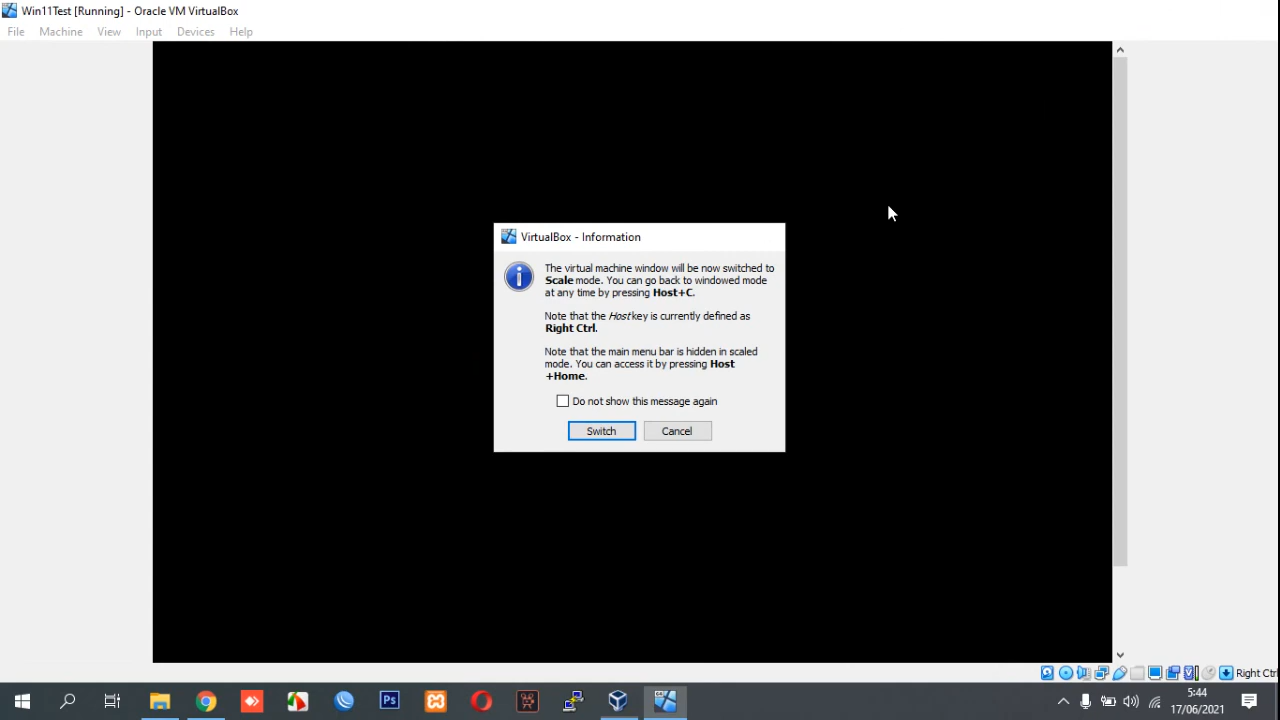 Win11Test [Running] - Oracle VM VirtualBox
File Machine View Input Devices Help
VirtualBox - Information
The virtual machine window will be now switched to
Scale mode. You can go back to windowed mode
at any time by pressing Host+C.
Note that the Host key is currently defined as
Right Ctrl.
Note that the main menu bar is hidden in scaled
mode. You can access it by pressing Host
+Home.
Do not show this message again
Switch Cancel
Right Ctrl
Ps
5:44
17/06/2021